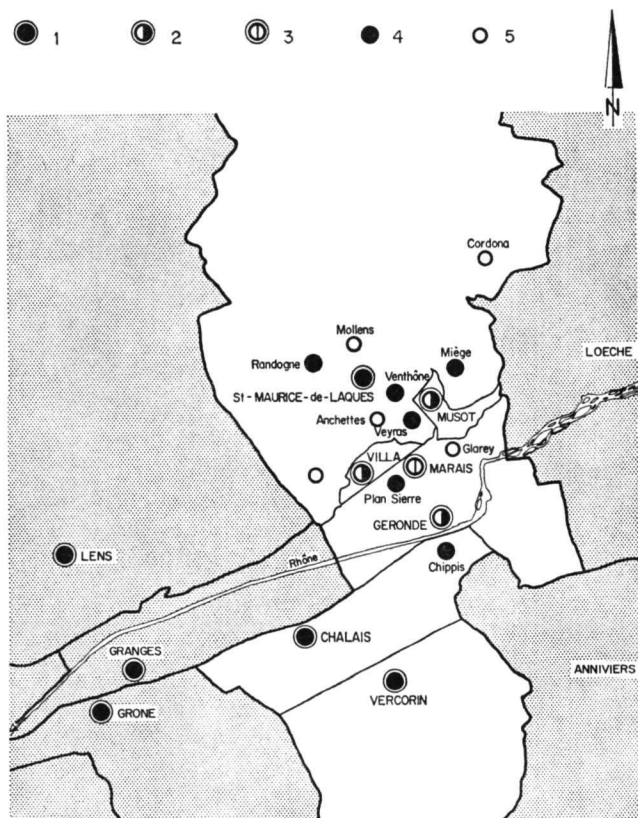 1 2 3 4 5
N
Cordona
Mollens
Randogne
Miège
LOECHE
Venthône
St-MAURICE-de-LAQUES
MUSOT
Anchettes
Veyras
Glarey
VILLA
MARAIS
Plan Sierre
GERONDE
LENS
Chippis
Rhône
CHALAIS
GRANGES
ANNIVIERS
VERCORIN
GRONE